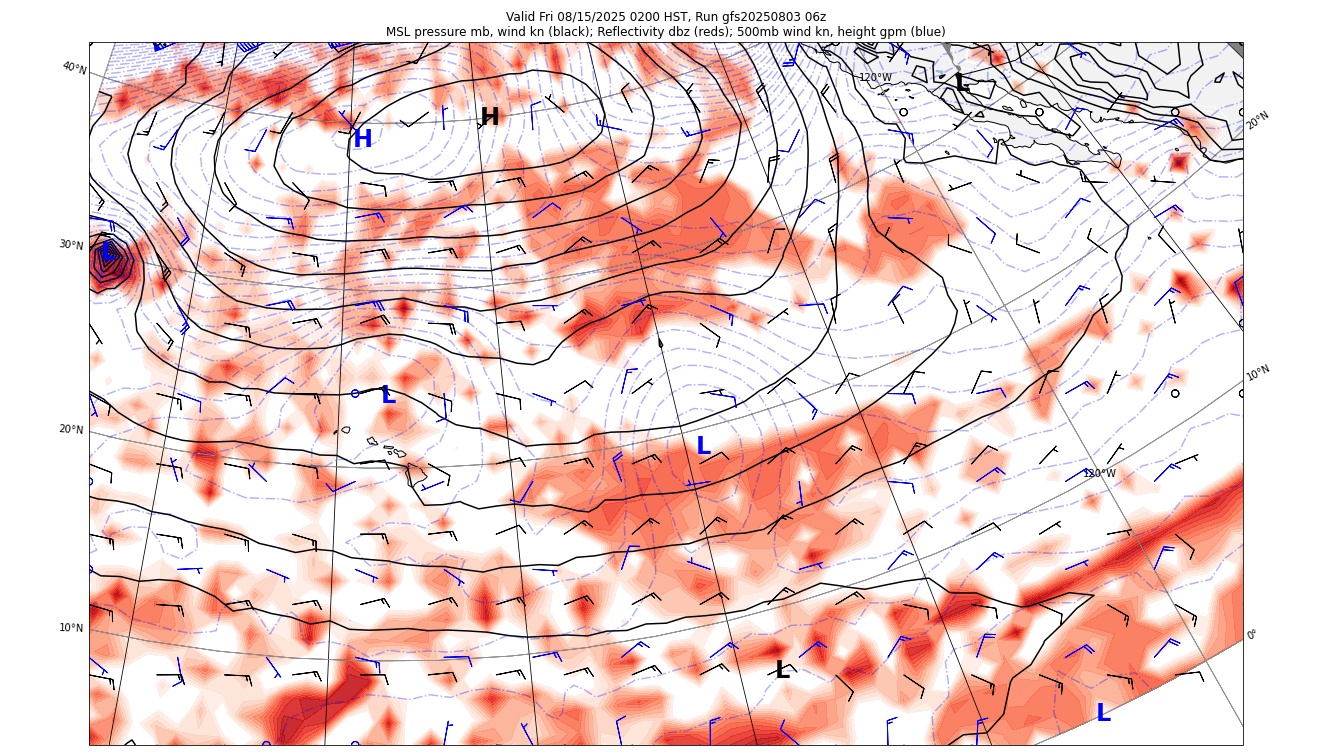 Valid Fri 08/15/2025 0200 HST, Run gfs20250803 06z
MSL pressure mb, wind kn (black); Reflectivity dbz (reds); 500mb wind kn, height gpm (blue)
40°N
120°W
L
20°N
H
H
30°N
L
10°N
L
20°N
L
120°W
10°N
0°
L
L